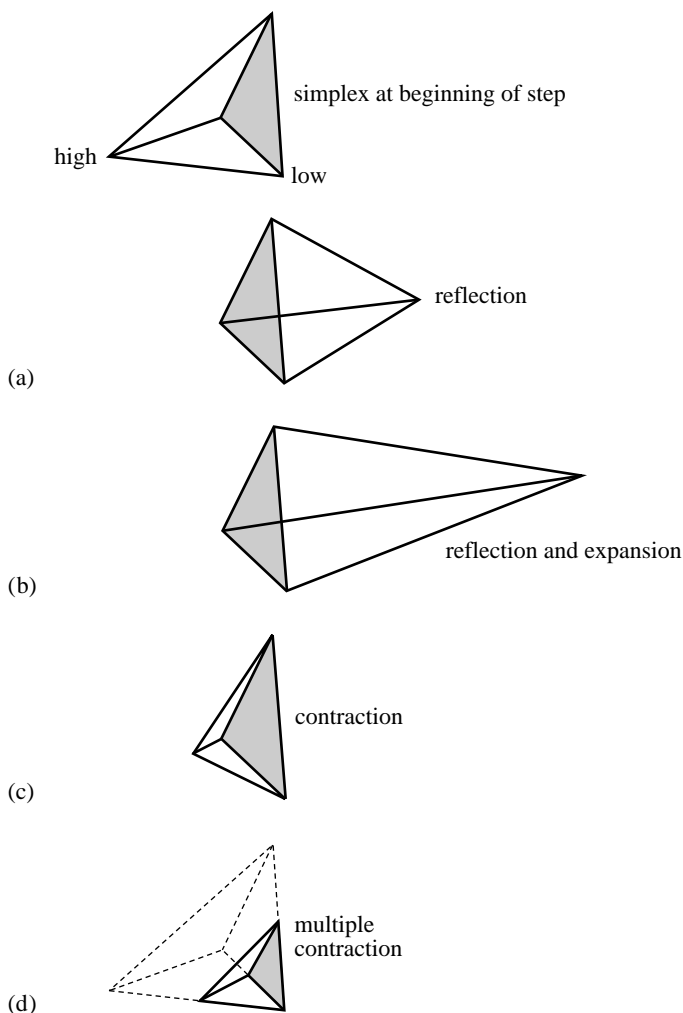 simplex at beginning of step
high
low
reflection
(a)
reflection and expansion
(b)
contraction
(c)
multiple
contraction
(d)